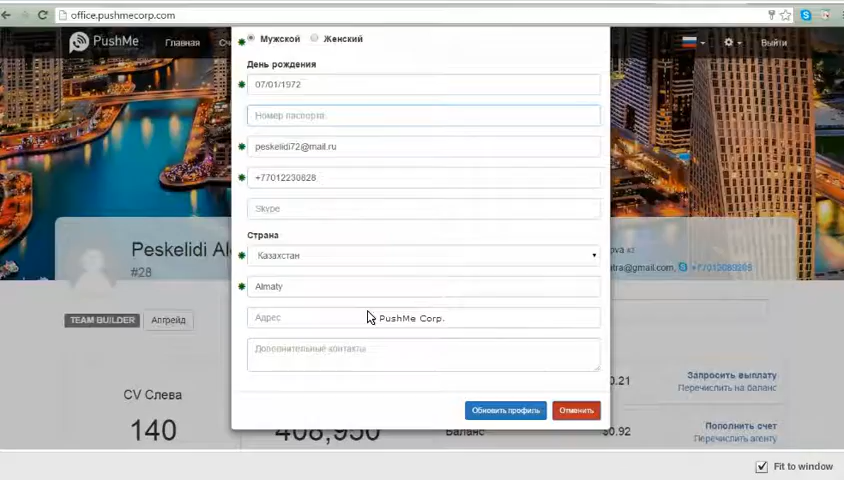 office.pushmecorp.com
PushMe
Главная
Выйти
Мужской
Женский
День рождения
07/01/1972
Номер паспорта
peskelidi72@mail.ru
+77012230828
Skype
Страна
Казахстан
Almaty
Адрес
PushMe Corp.
Дополнительные контакты
Обновить профиль
Отменить
Peskelidi
#28
TEAM BUILDER
Апгрейд
CV Слева
140
408,950
Баланс
$0.92
Запросить выплату
Перечислить на баланс
Пополнить счет
Перечислить агенту
Fit to window